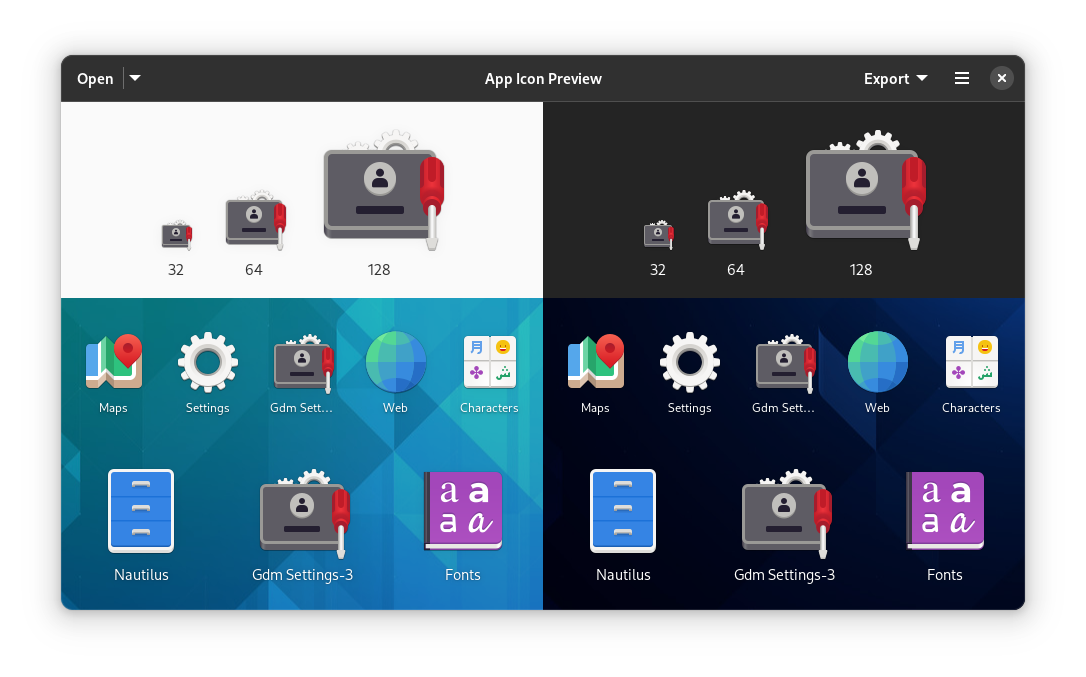 Open
App Icon Preview
Export
32 64 128
32 64 128
Maps Settings Gdm Sett... Web Characters
Maps Settings Gdm Sett... Web Characters
a a
a a
a a
a a
Nautilus Gdm Settings-3 Fonts
Nautilus Gdm Settings-3 Fonts